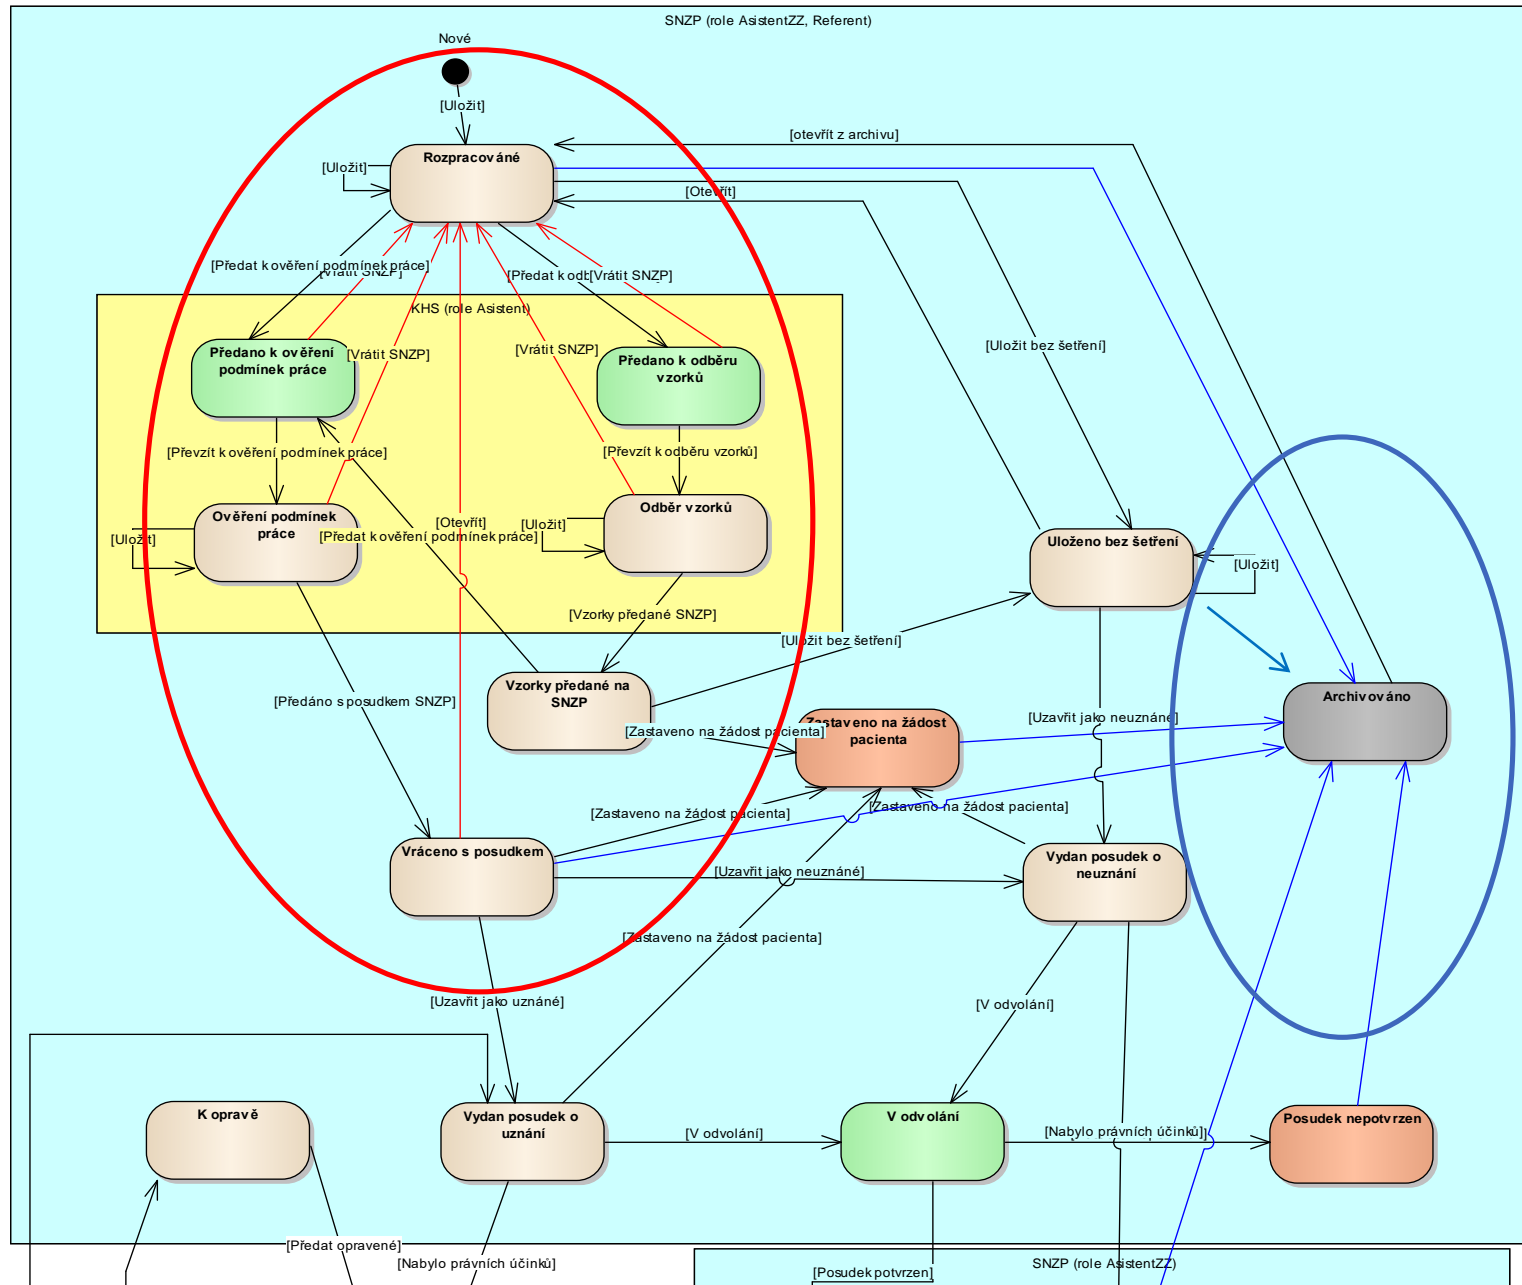 SNZP (role AsistentZZ, Referent)
Nové
[Uložit]
[otevřít z archivu]
Rozpracováné
[Uložit]
[Otevřít]
[Předat k ověření podmínek práce]
[Vrátit SNZP]
[Předat k odb
[Vrátit SNZP]
KHS (role Asistent)
Předano k ověření
podmínek práce
[Vrátit SNZP]
[Vrátit SNZP]
Předano k odběru
vzorků
[Uložit bez šetření]
[Převzít k ověření podmínek práce]
[Převzít k odběru vzorků]
Ověření podmínek
práce
[Uložit]
[Otevřít]
[Předat k ověření podmínek práce]
[Uložit]
Odběr vzorků
Uloženo bez šetření
[Uložit]
[Vzorky předané SNZP]
[Uložit bez šetření]
Vzorky předané na
SNZP
[Předáno s posudkem SNZP]
[Zastaveno na žádost pacienta]
Zastaveno na žádost
pacienta
[Uzavřit jako neuznáné]
Archivováno
[Zastaveno na žádost pacienta]
[Zastaveno na žádost pacienta]
Vráceno s posudkem
[Uzavřit jako neuznáné]
Vydan posudek o
neuznání
[Zastaveno na žádost pacienta]
[Uzavřit jako uznáné]
[V odvolání]
K opravě
Vydan posudek o
uznání
[V odvolání]
V odvolání
[Nabylo právních účinků]
Posudek nepotvrzen
[Předat opravené]
[Nabylo právních účinků]
[Posudek potvrzen]
SNZP (role AsistentZZ)